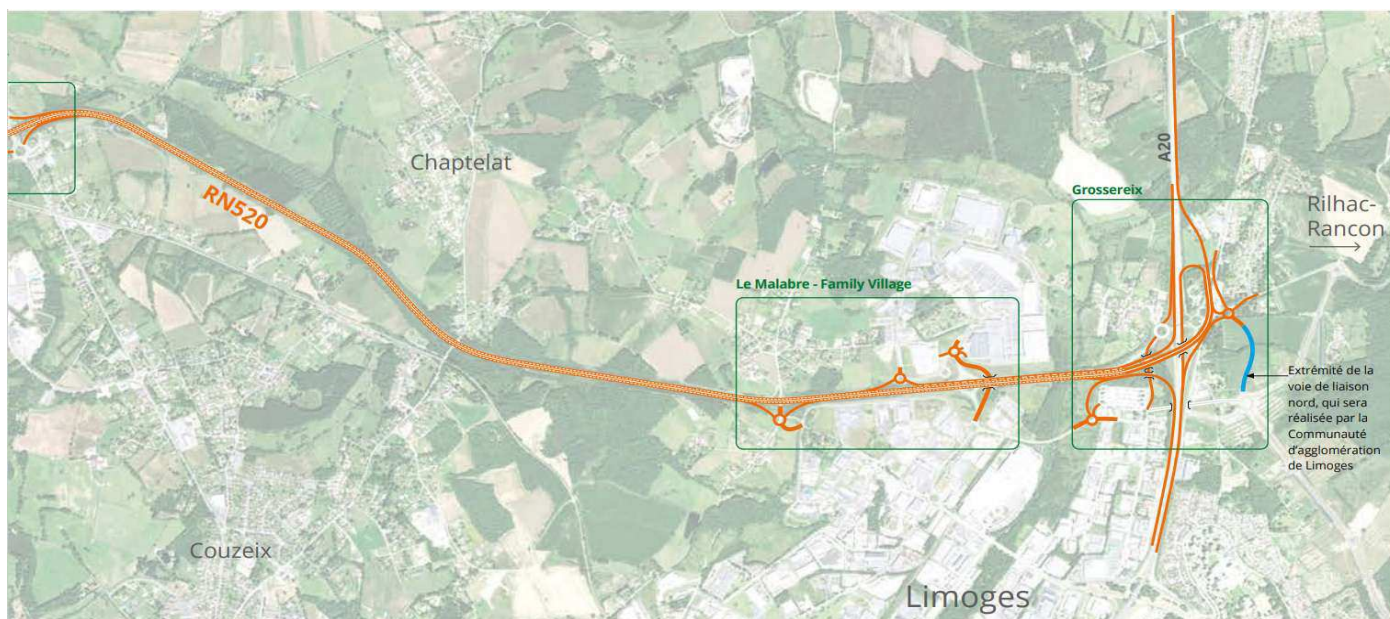 Chaptelat
RN520
A20
Grossereix
Rilhac-
Rancon
Le Malabre - Family Village
Extrémité de la
voie de liaison
nord, qui sera
réalisée par la
Communauté
d'agglomération
de Limoges
Couzeix
Limoges